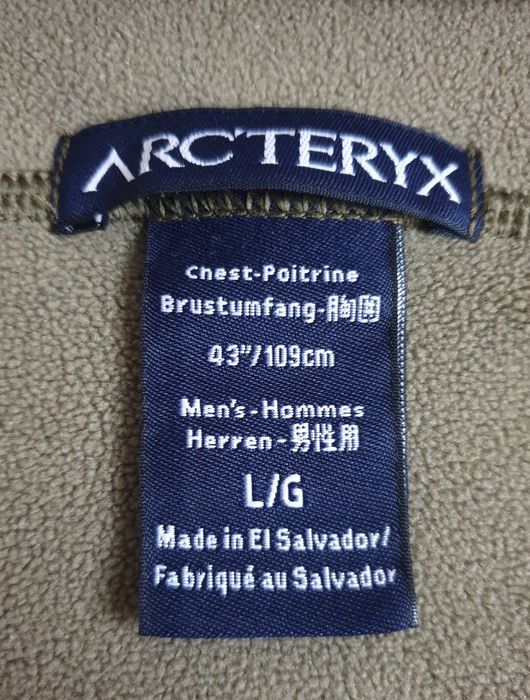 ARC'TERYX
Chest-Poitrine
Brustumfang-胸囲
43"/109cm
Men's-Hommes
Herren-男性用
L/G
Made in El Salvador/
Fabriqué au Salvador